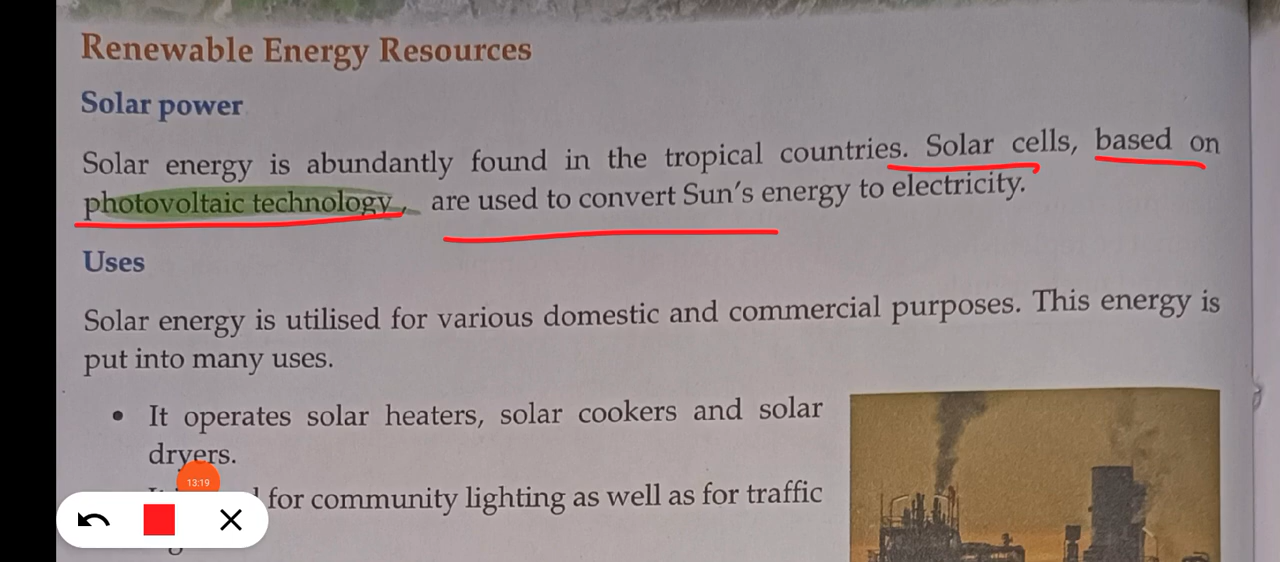 Renewable Energy Resources
Solar power
Solar energy is abundantly found in the tropical countries. Solar cells, based on
photovoltaic technology, are used to convert Sun's energy to electricity.
Uses
Solar energy is utilised for various domestic and commercial purposes. This energy is
put into many uses.
• It operates solar heaters, solar cookers and solar
dryers.
13:19
for community lighting as well as for traffic